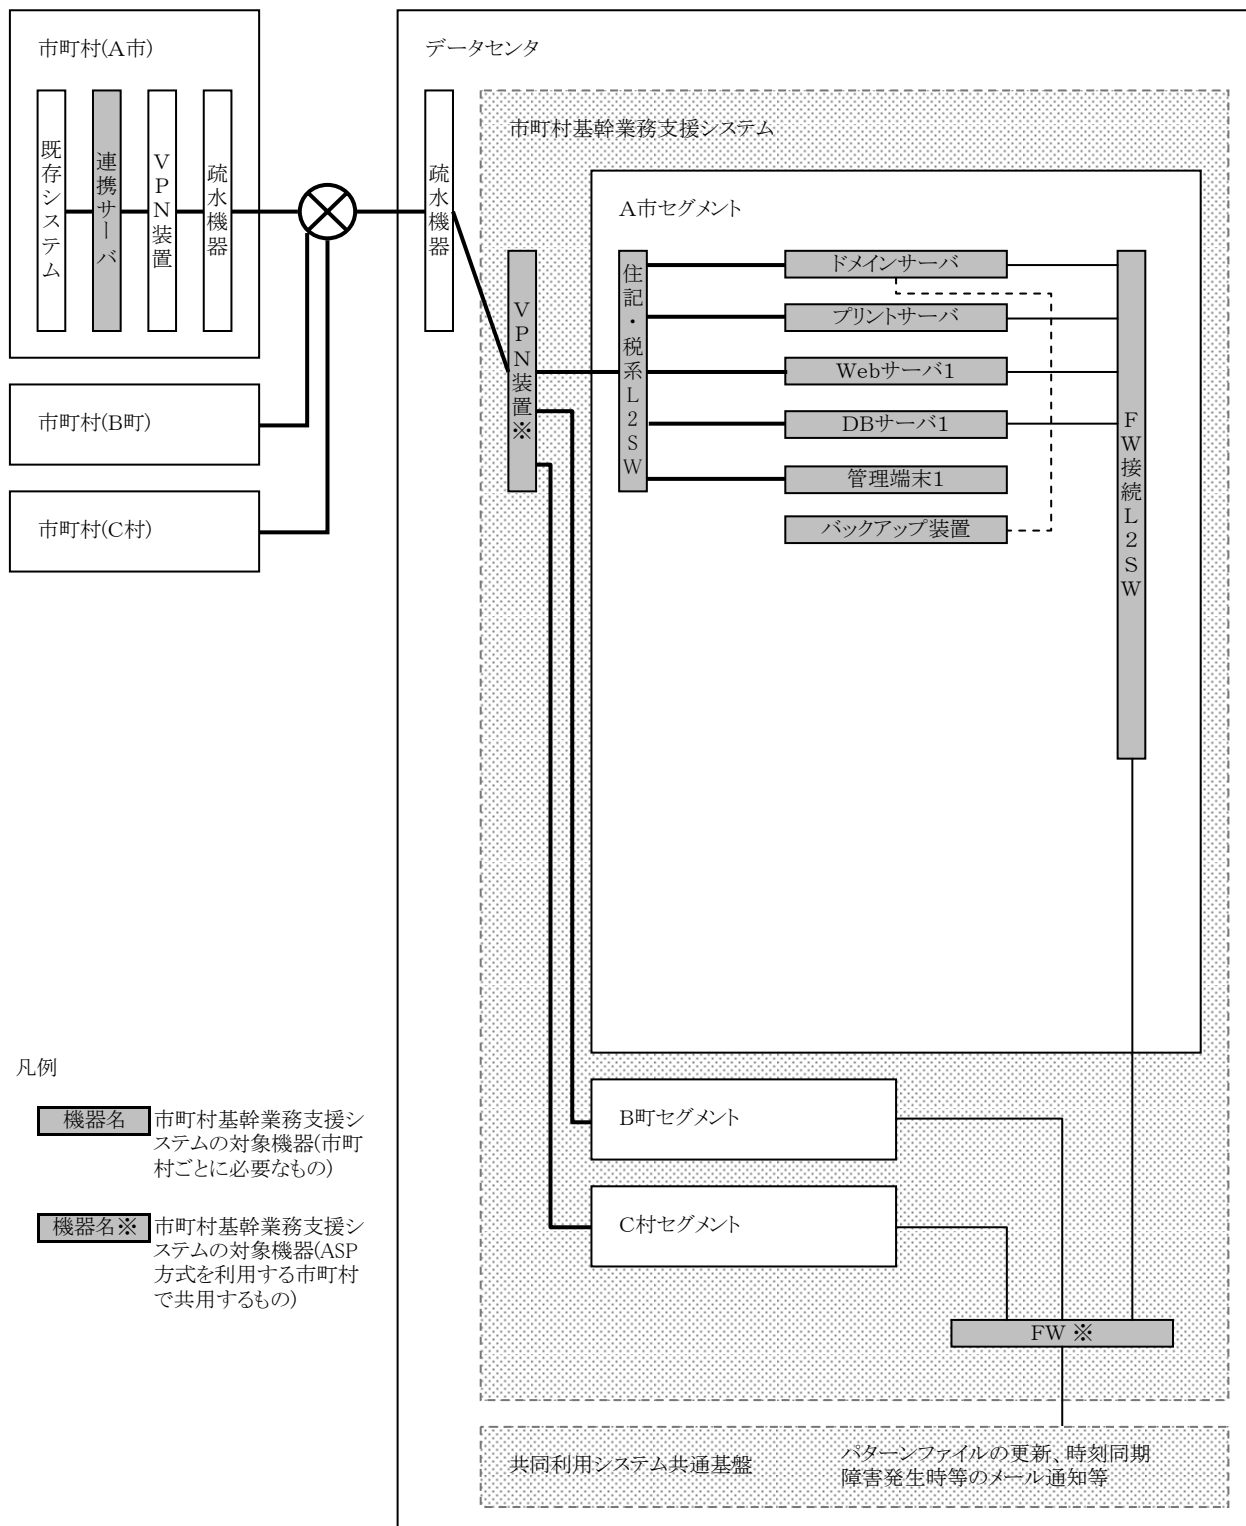 市町村(A市)
既存システム
連携サーバ
VPN装置
疏水機器
市町村(B町)
市町村(C村)
データセンタ
疏水機器
市町村基幹業務支援システム
VPN装置※
A市セグメント
住記・税系L2SW
ドメインサーバ
プリントサーバ
Webサーバ1
DBサーバ1
管理端末1
バックアップ装置
FW接続L2SW
B町セグメント
C村セグメント
FW ※
共同利用システム共通基盤
パターンファイルの更新、時刻同期
障害発生時等のメール通知等
凡例
機器名
市町村基幹業務支援シ
ステムの対象機器(市町
村ごとに必要なもの)
機器名※
市町村基幹業務支援シ
ステムの対象機器(ASP
方式を利用する市町村
で共用するもの)